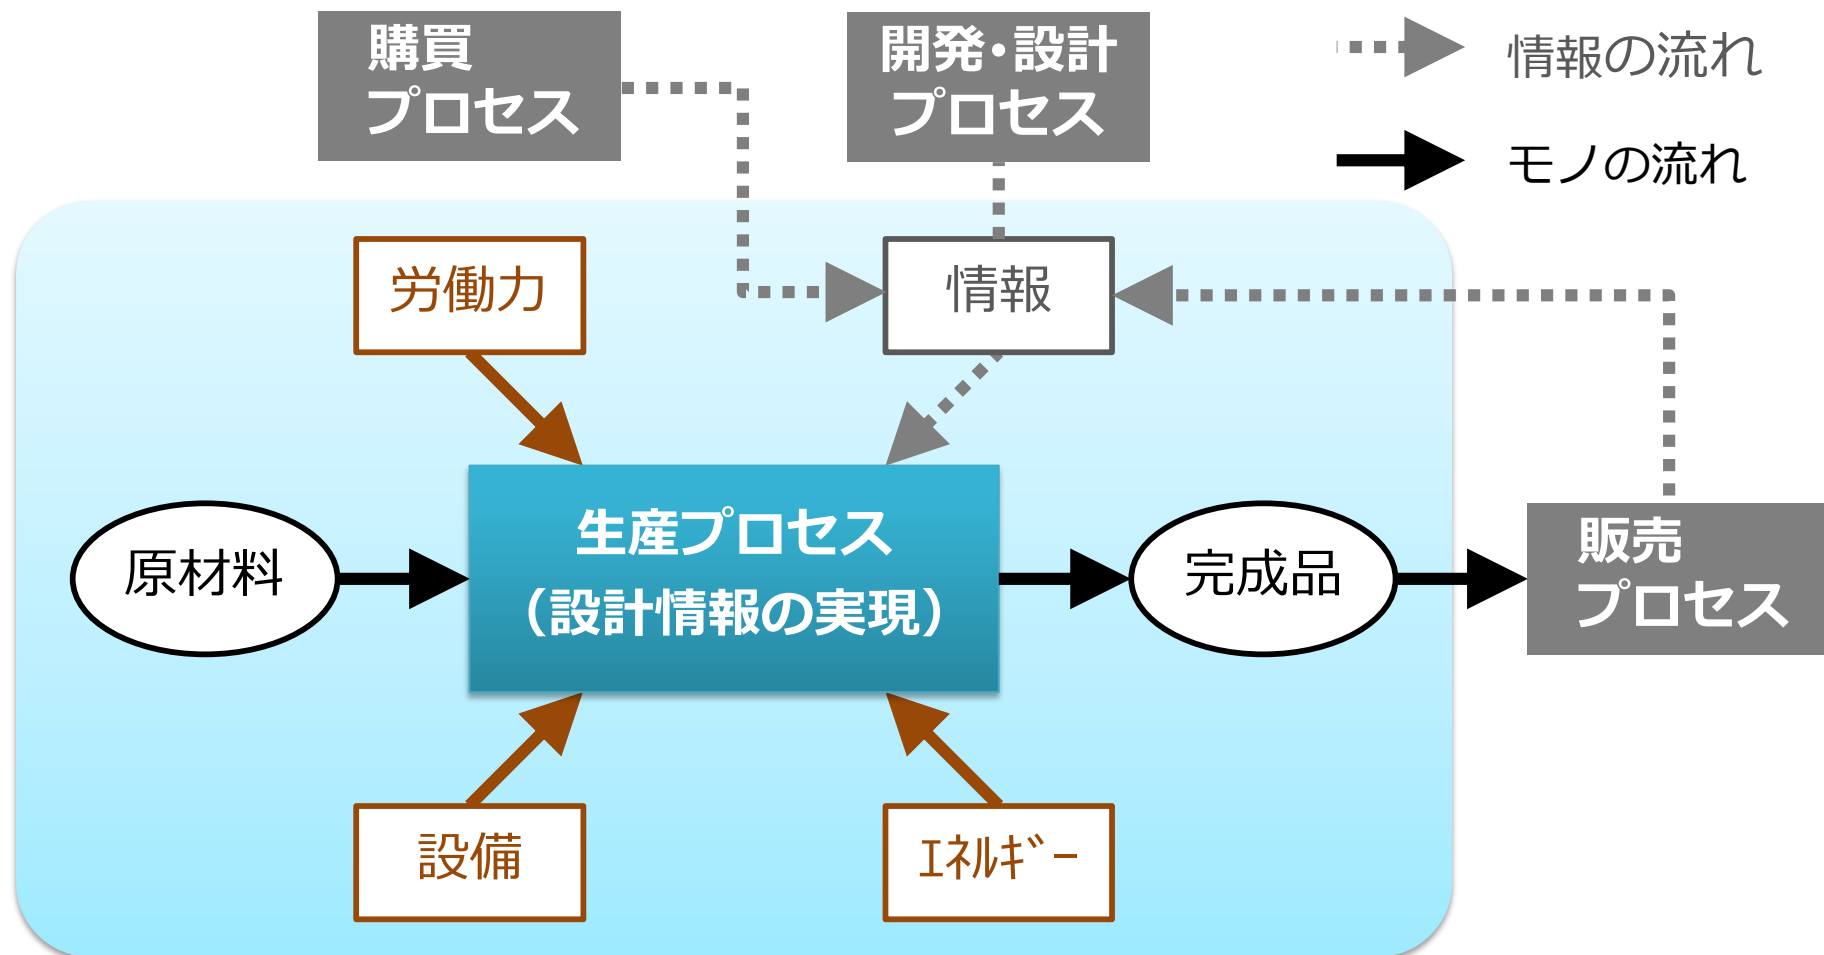 購買
プロセス
開発・設計
プロセス
情報の流れ
モノの流れ
労働力
情報
原材料
生産プロセス
（設計情報の実現）
完成品
販売
プロセス
設備
ｴﾈﾙｷﾞｰ